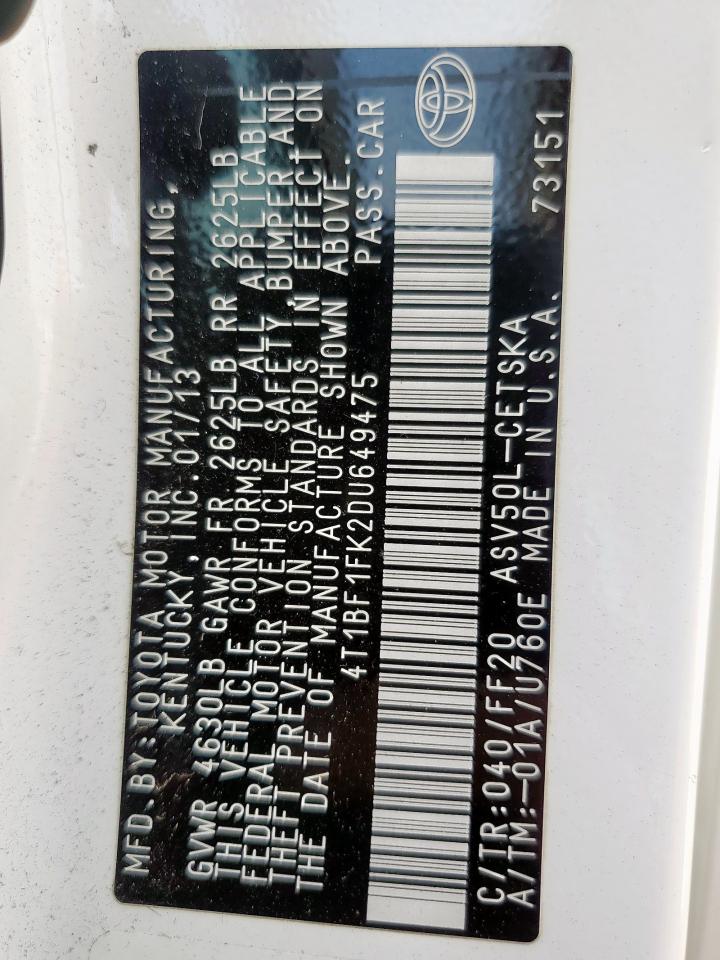 MFD.BY:TOYOTA MOTOR MANUFACTURING,
KENTUCKY, INC.01/13
GVWR 4630LB GAWR FR 2625LB RR 2625LB
THIS VEHICLE CONFORMS TO ALL APPLICABLE
FEDERAL MOTOR VEHICLE SAFETY, BUMPER AND
THEFT PREVENTION STANDARDS IN EFFECT ON
THE DATE OF MANUFACTURE SHOWN ABOVE.
4T1BF1FK2DU649475 PASS.CAR
C/TR:040/FF20 ASV50L-CETSKA
A/TM:-01A/U760E MADE IN U.S.A. 73151